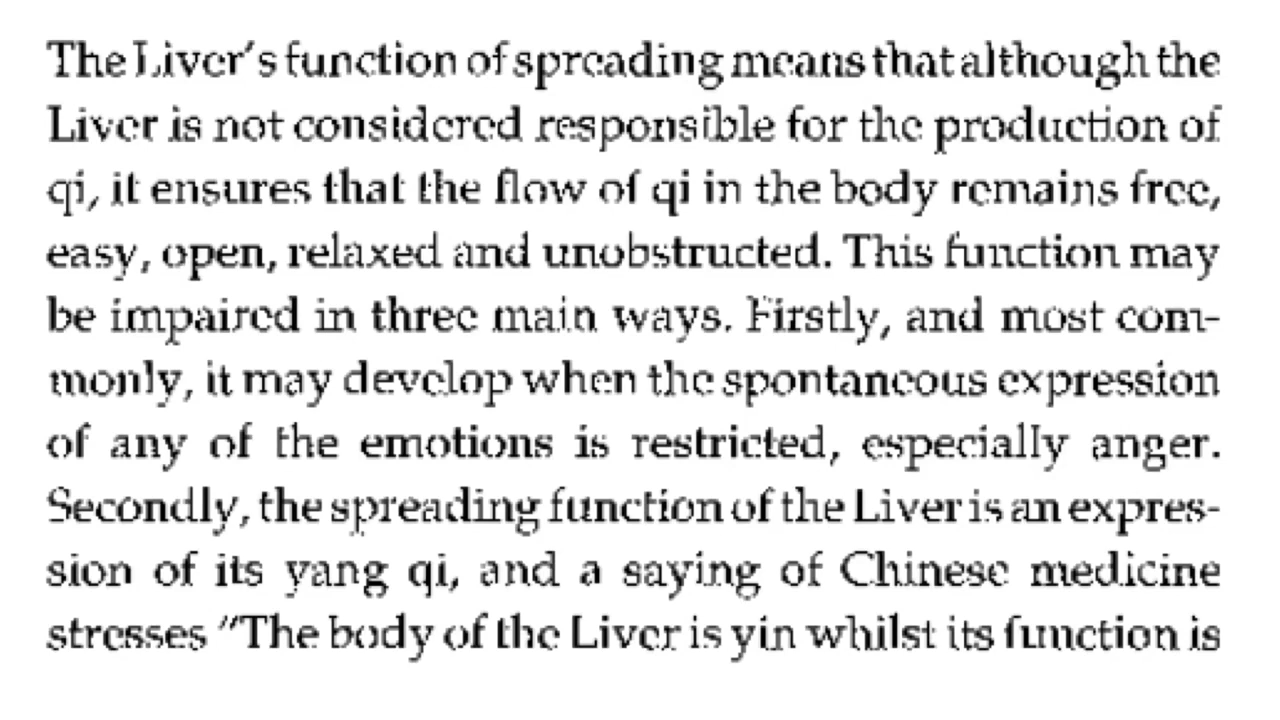 The Liver's function of spreading means that although the
Liver is not considered responsible for the production of
qi, it ensures that the flow of qi in the body remains free,
easy, open, relaxed and unobstructed. This function may
be impaired in three main ways. Firstly, and most com-
monly, it may develop when the spontaneous expression
of any of the emotions is restricted, especially anger.
Secondly, the spreading function of the Liver is an expres-
sion of its yang qi, and a saying of Chinese medicine
stresses "The body of the Liver is yin whilst its function is